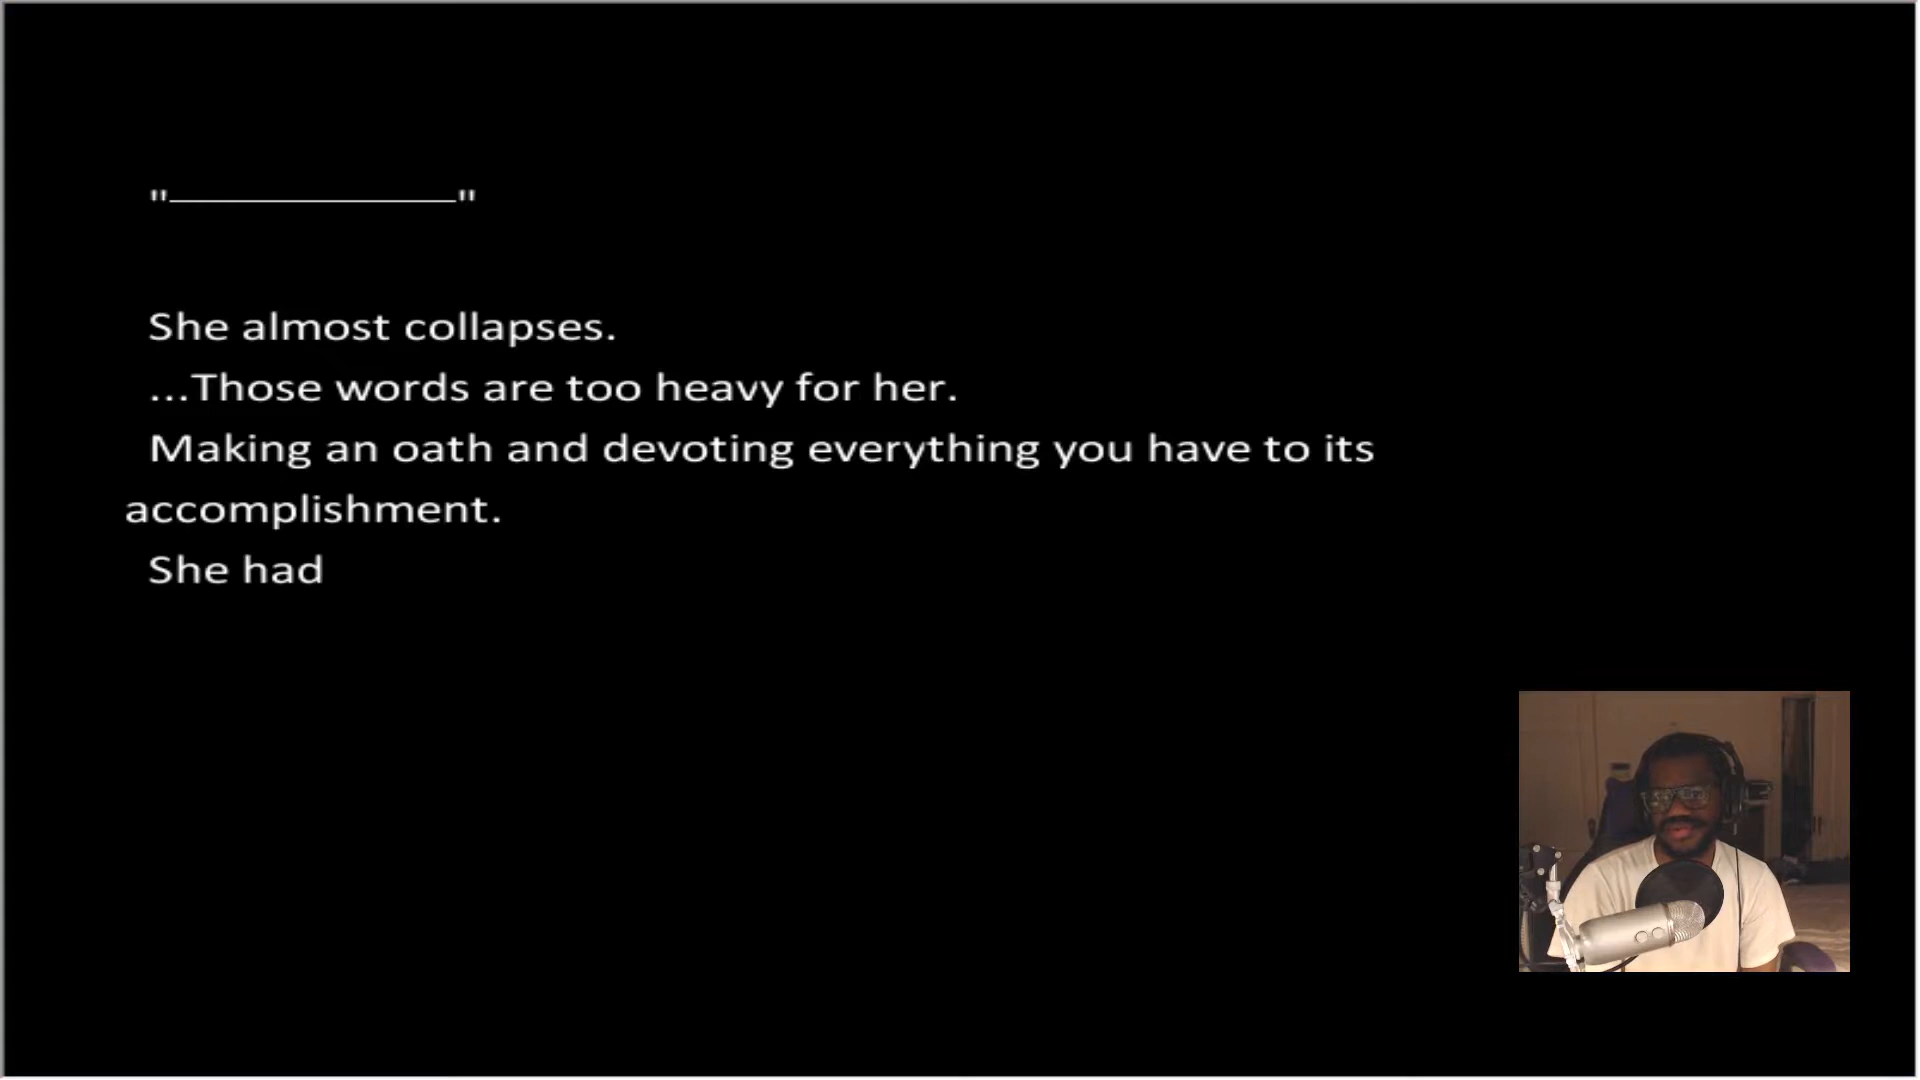 "―――――――"
She almost collapses.
...Those words are too heavy for her.
Making an oath and devoting everything you have to its
accomplishment.
She had